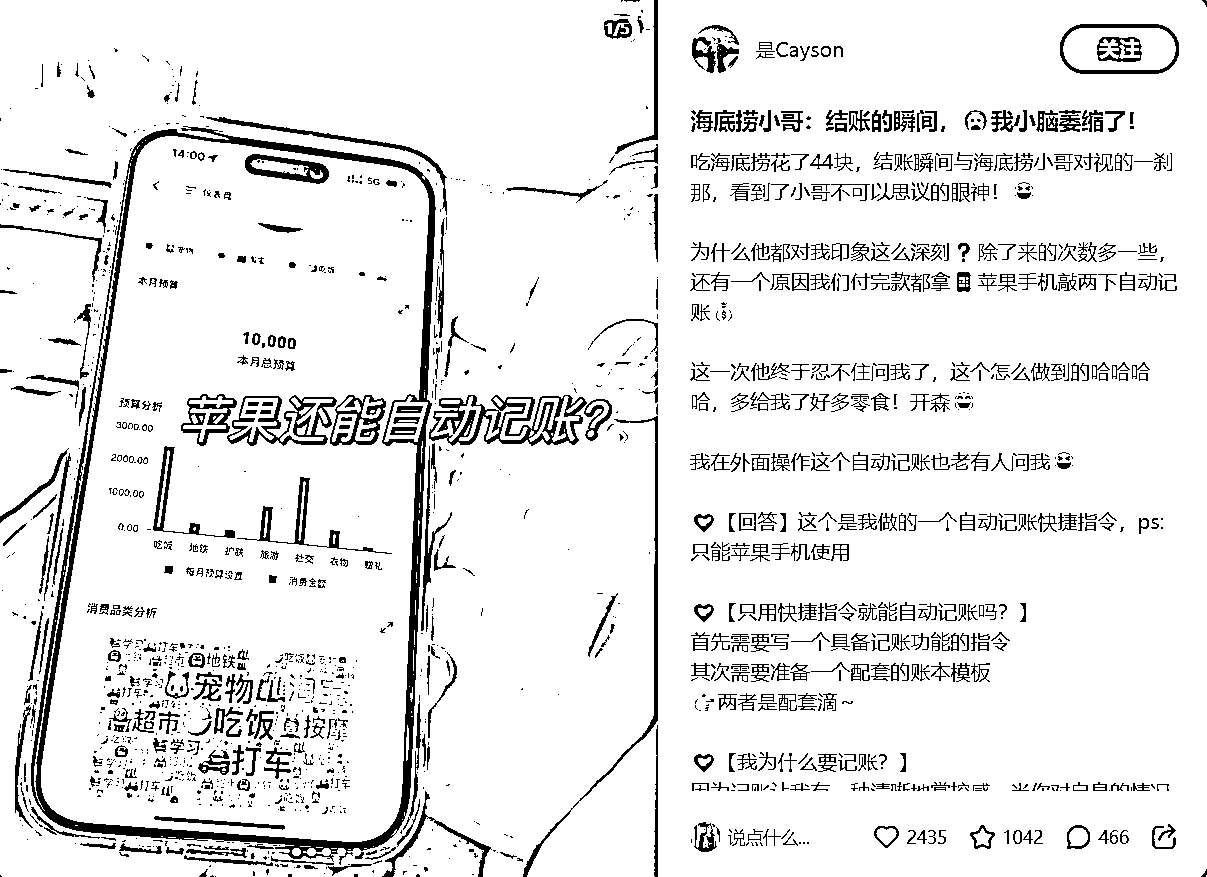 1/5
14:00
5G
仪表盘
本月预算
10,000
本月总预算
预算分析
苹果还能自动记账？
3000.00
2000.00
1000.00
0.00
吃饭 地铁 护肤 旅游 社交 衣物 赠礼
每月预算设置 消费金额
消费品类分析
地铁
宠物 淘宝
超市 吃饭 按摩
学习
打车
是Cayson
关注
海底捞小哥：结账的瞬间，我小脑萎缩了！
吃海底捞花了44块，结账瞬间与海底捞小哥对视的一刹
那，看到了小哥不可以思议的眼神！
为什么他都对我印象这么深刻？除了来的次数多一些，
还有一个原因我们付完款都拿 苹果手机敲两下自动记
账
这一次他终于忍不住问我了，这个怎么做到的哈哈哈
哈，多给我了好多零食！开森
我在外面操作这个自动记账也老有人问我
【回答】这个是我做的一个自动记账快捷指令，ps:
只能苹果手机使用
【只用快捷指令就能自动记账吗？】
首先需要写一个具备记账功能的指令
其次需要准备一个配套的账本模板
两者是配套滴～
【我为什么要记账？】
说点什么...
2435
1042
466